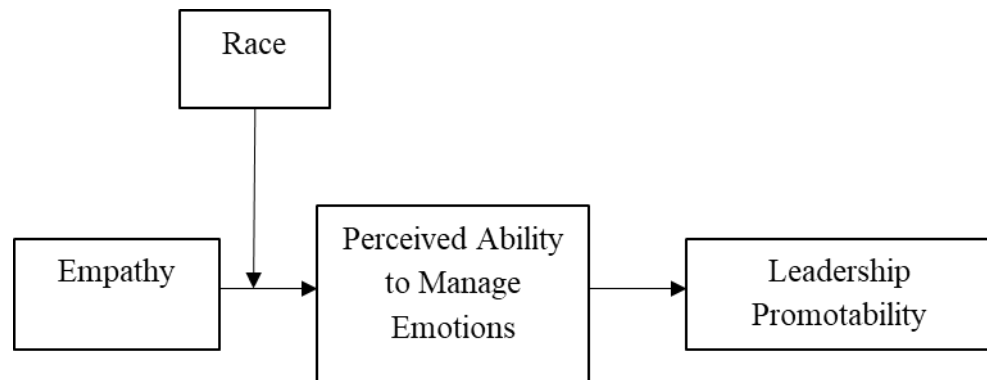 Race
Empathy
Perceived Ability
to Manage
Emotions
Leadership
Promotability